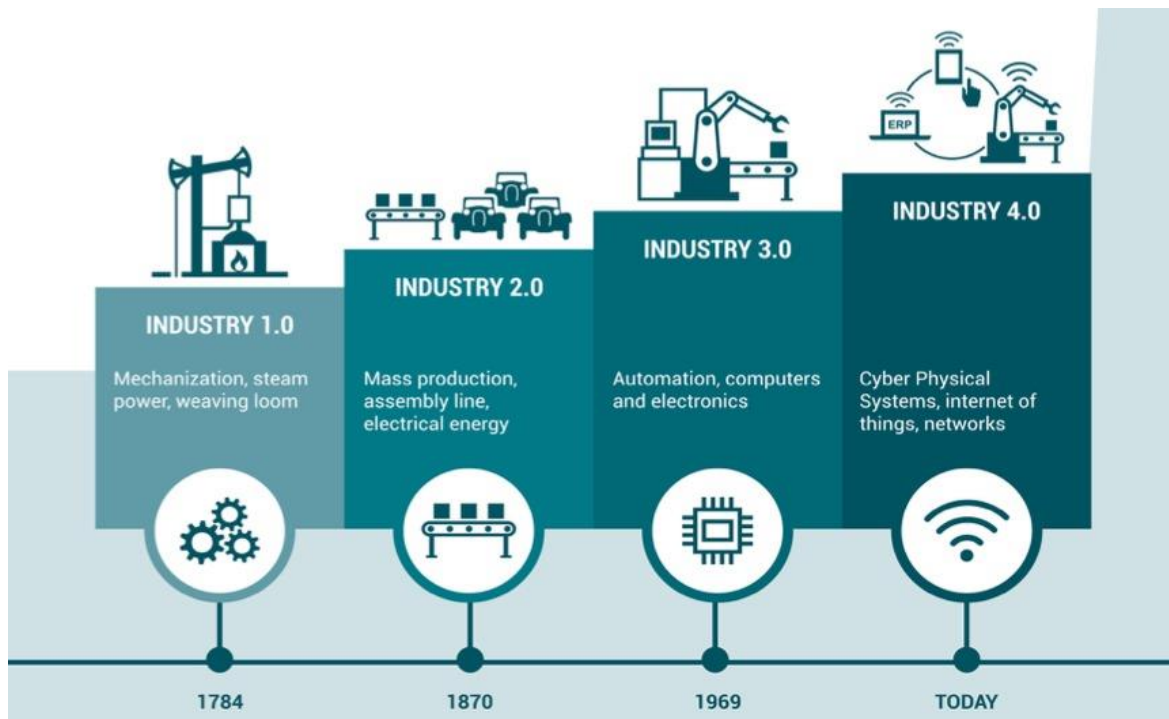 INDUSTRY 1.0
Mechanization, steam
power, weaving loom
INDUSTRY 2.0
Mass production,
assembly line,
electrical energy
INDUSTRY 3.0
Automation, computers
and electronics
ERP
INDUSTRY 4.0
Cyber Physical
Systems, internet of
things, networks
1784
1870
1969
TODAY